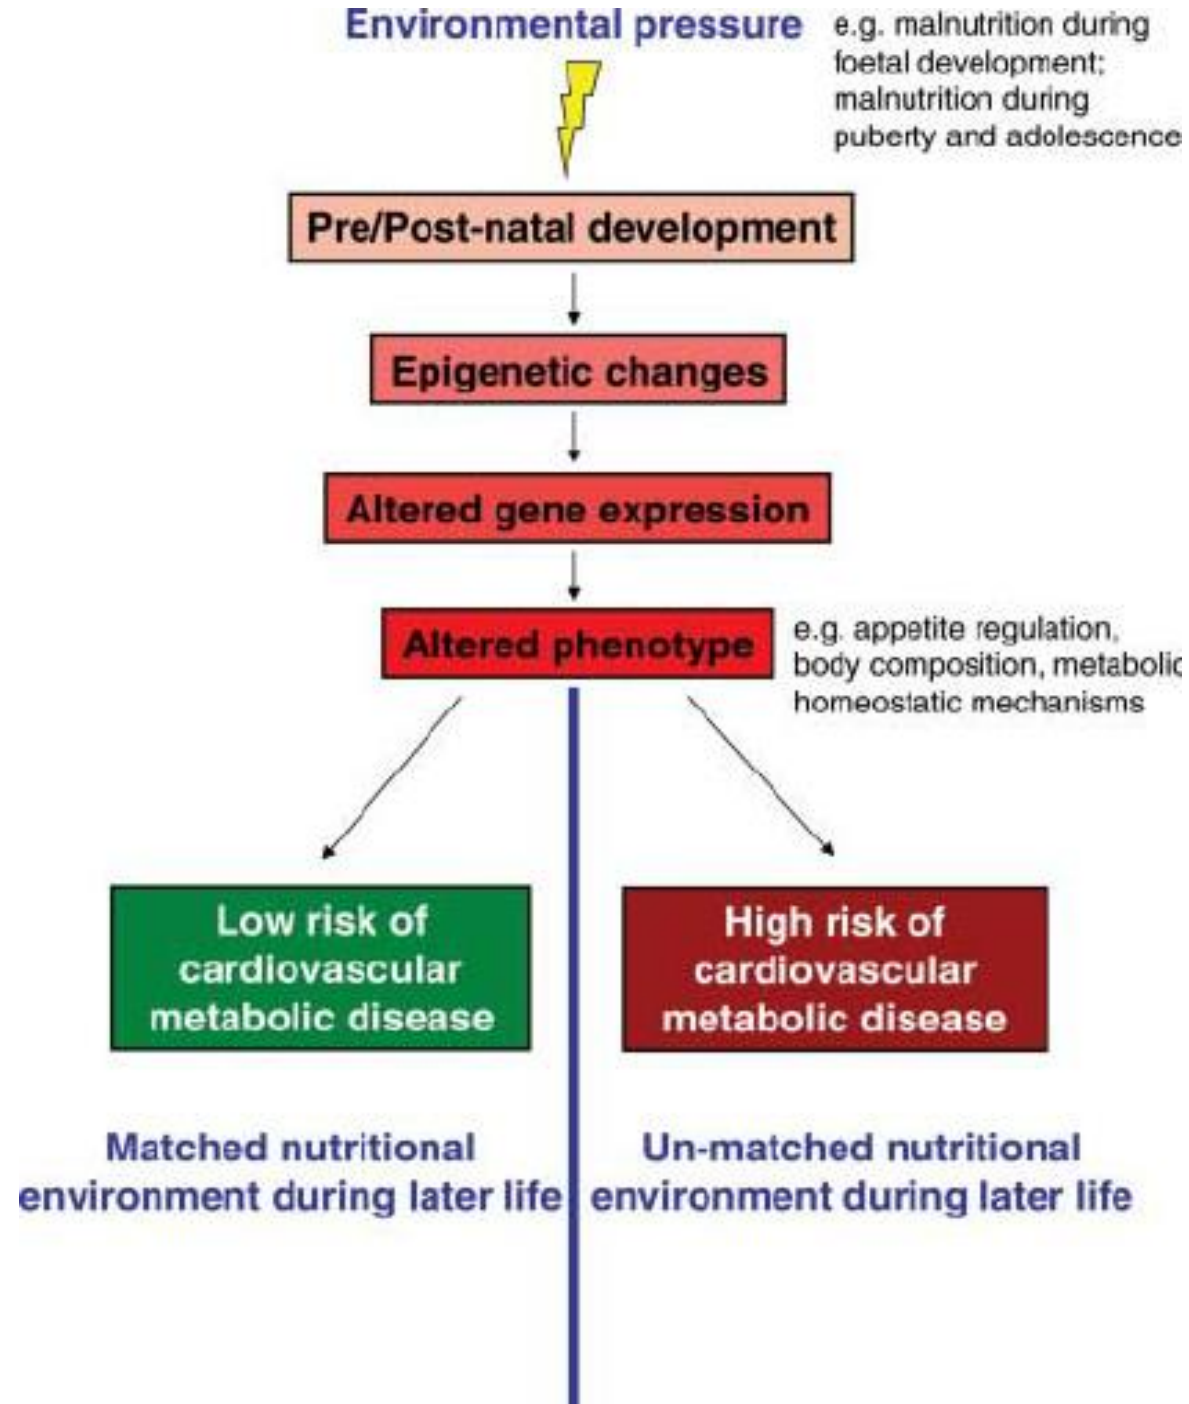 Environmental pressure
e.g. malnutrition during
foetal development;
malnutrition during
puberty and adolescence
Pre/Post-natal development
Epigenetic changes
Altered gene expression
Altered phenotype
e.g. appetite regulation,
body composition, metabolic
homeostatic mechanisms
Low risk of
cardiovascular
metabolic disease
High risk of
cardiovascular
metabolic disease
Matched nutritional
environment during later life
Un-matched nutritional
environment during later life